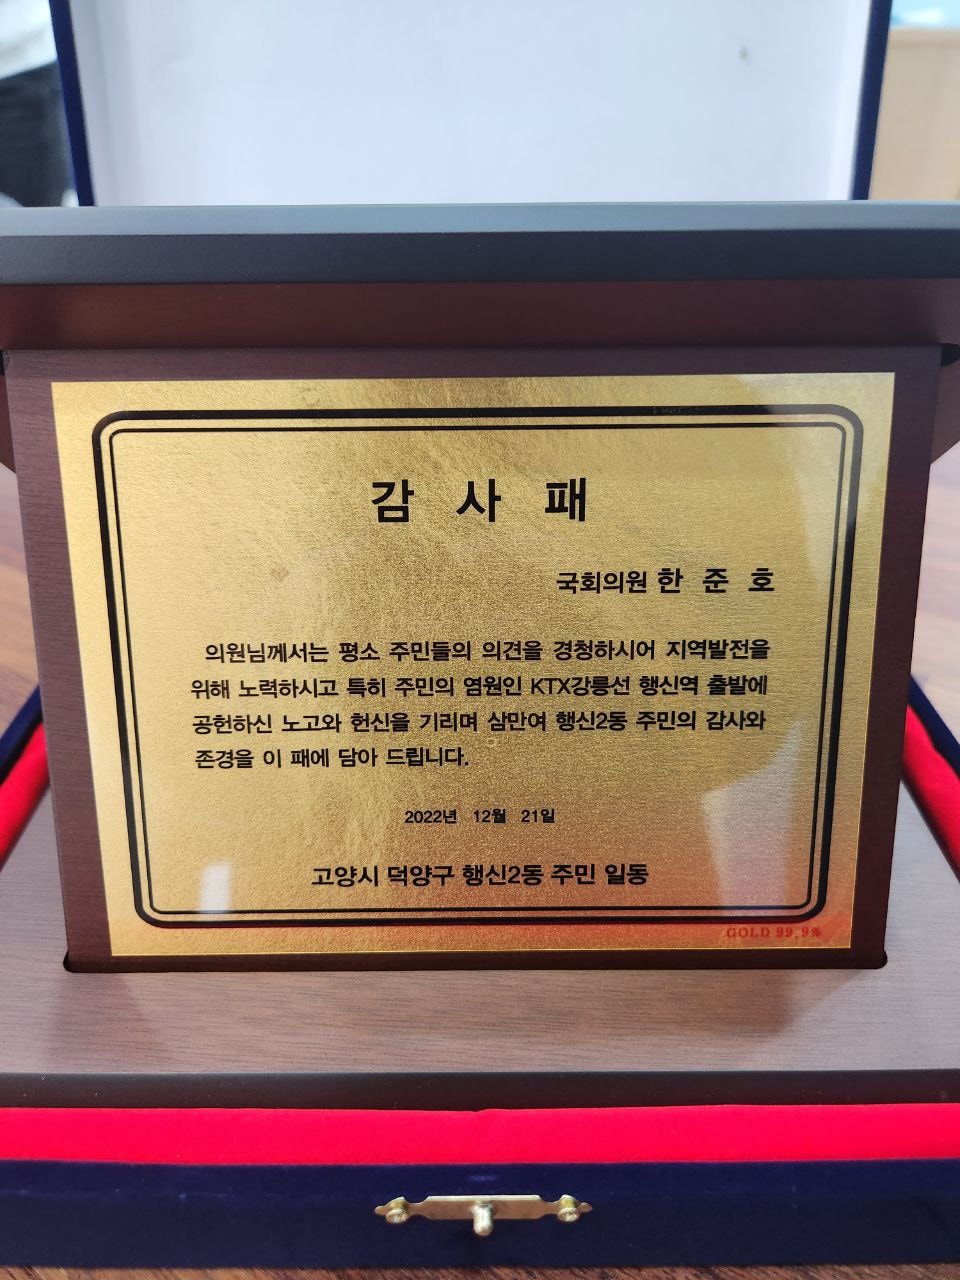 감 사 패
국회의원 한 준 호
의원님께서는 평소 주민들의 의견을 경청하시어 지역발전을
위해 노력하시고 특히 주민의 염원인 KTX강릉선 행신역 출발에
공헌하신 노고와 헌신을 기리며 삼만여 행신2동 주민의 감사와
존경을 이 패에 담아 드립니다.
2022년 12월 21일
고양시 덕양구 행신2동 주민 일동
GOLD 99.9%